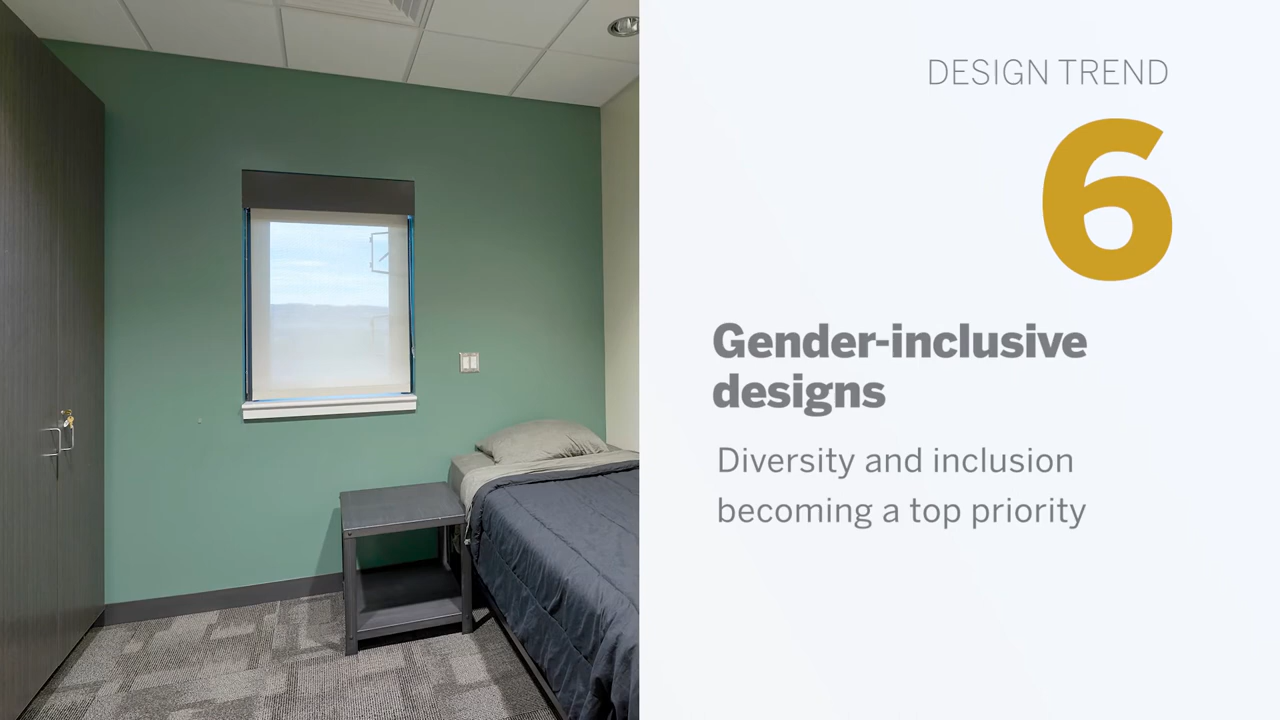 DESIGN TREND
6
Gender-inclusive
designs
Diversity and inclusion
becoming a top priority